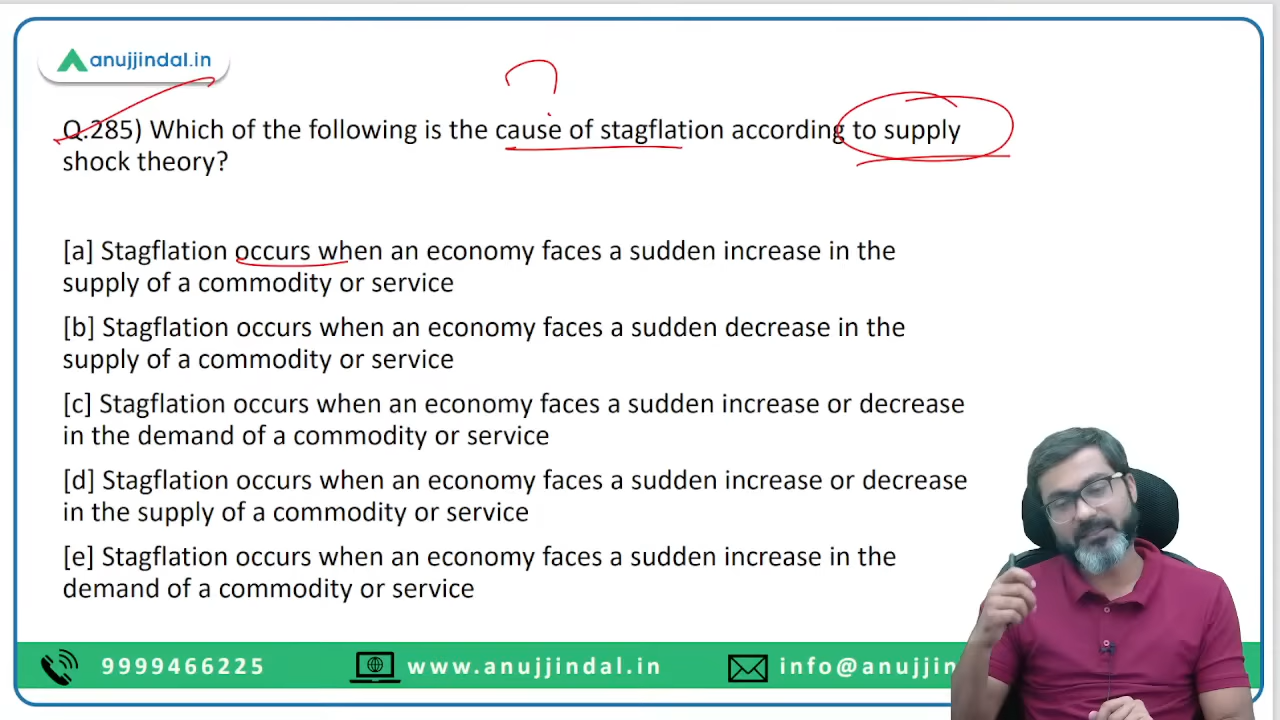 anujjindal.in
Q.285) Which of the following is the cause of stagflation according to supply
shock theory?
[a] Stagflation occurs when an economy faces a sudden increase in the
supply of a commodity or service
[b] Stagflation occurs when an economy faces a sudden decrease in the
supply of a commodity or service
[c] Stagflation occurs when an economy faces a sudden increase or decrease
in the demand of a commodity or service
[d] Stagflation occurs when an economy faces a sudden increase or decrease
in the supply of a commodity or service
[e] Stagflation occurs when an economy faces a sudden increase in the
demand of a commodity or service
9999466225 www.anujjindal.in info@anujjin